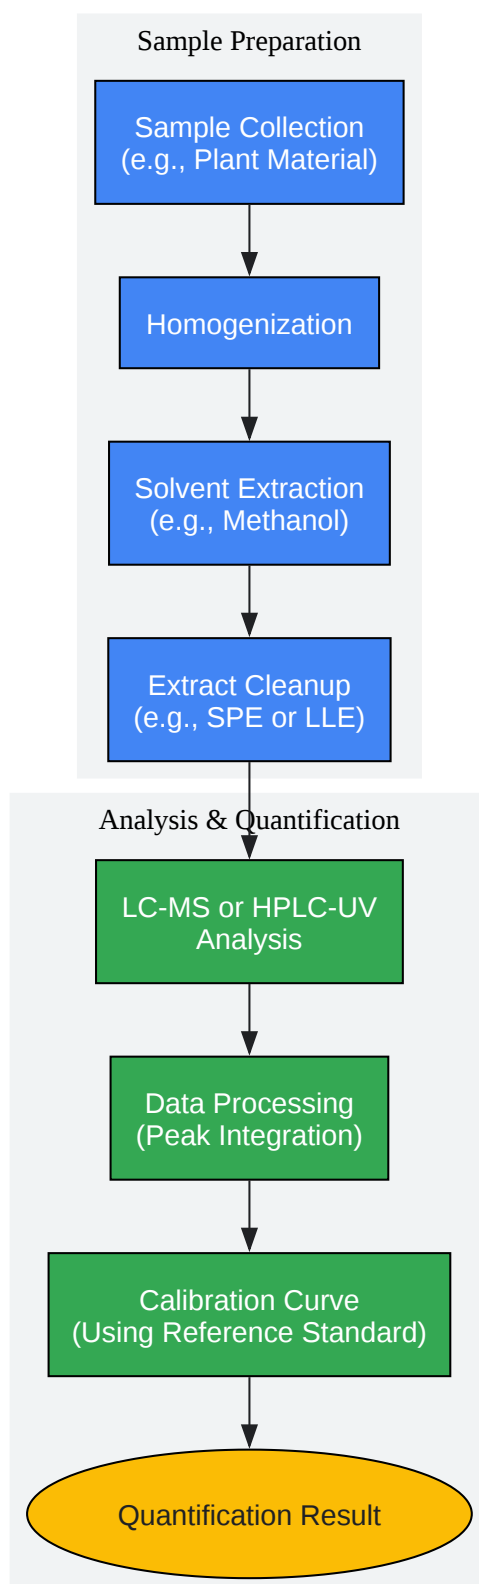 Sample Preparation
Sample Collection
(e.g., Plant Material)
Homogenization
Solvent Extraction
(e.g., Methanol)
Extract Cleanup
(e.g., SPE or LLE)
Analysis & Quantification
LC-MS or HPLC-UV
Analysis
Data Processing
(Peak Integration)
Calibration Curve
(Using Reference Standard)
Quantification Result